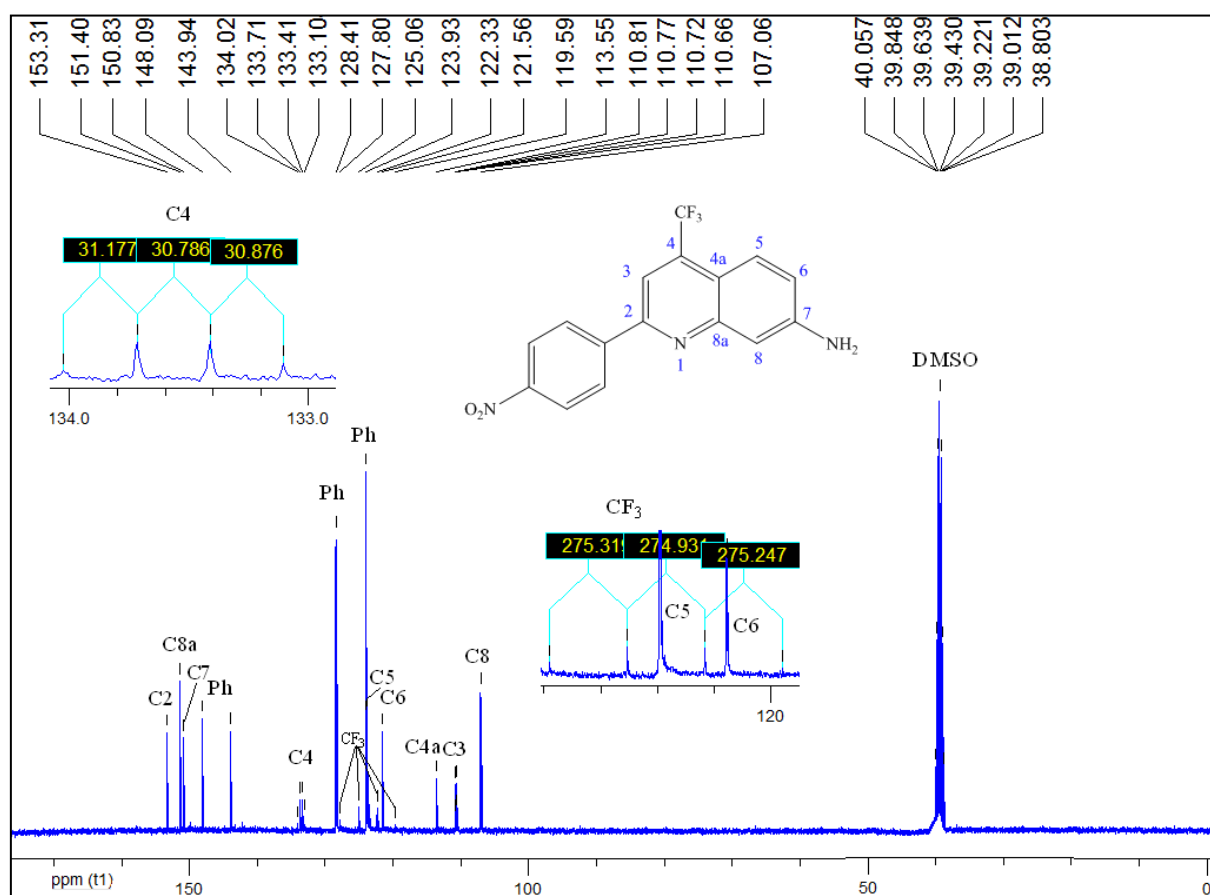 153.31 151.40 150.83 148.09 143.94 134.02 133.71 133.41 133.10 128.41 127.80 125.06 123.93 122.33 121.56 119.59 113.55 110.81 110.77 110.72 110.66 107.06 40.057 39.848 39.639 39.430 39.221 39.012 38.803
C4
31.177 30.786 30.876
134.0 133.0
CF3
4 5
3 4a 6
2 7
N 8a NH2
1 8
O2N
DMSO
Ph
Ph
CF3
275.319 274.934 275.247
C5 C6
120
C8a
C7
C2 Ph
C4
CF3
C5
C6
C4a C3
C8
ppm (t1) 150 100 50 0